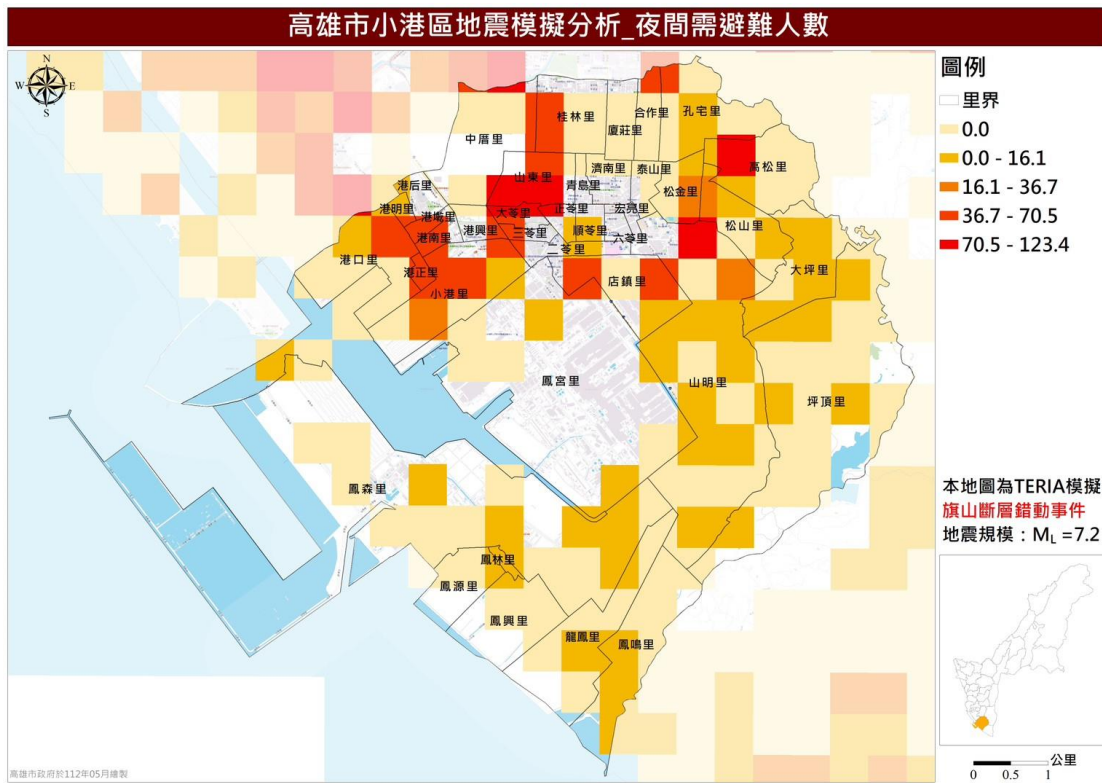 高雄市小港區地震模擬分析_夜間需避難人數
N
W
E
S
圖例
里界
0.0
0.0 - 16.1
16.1 - 36.7
36.7 - 70.5
70.5 - 123.4
中厝里
桂林里
廈莊里
合作里
孔宅里
高松里
山東里
濟南里
泰山里
青島里
松金里
港后里
港明里
港墘里
大苓里
正苓里
宏亮里
松山里
港南里
港興里
三苓里
順苓里
六苓里
二苓里
港口里
港正里
小港里
店鎮里
大坪里
鳳宮里
山明里
坪頂里
鳳森里
鳳林里
鳳源里
鳳興里
龍鳳里
鳳鳴里
本地圖為TERIA模擬
旗山斷層錯動事件
地震規模：ML =7.2
公里
0 0.5 1
高雄市政府於112年05月繪製